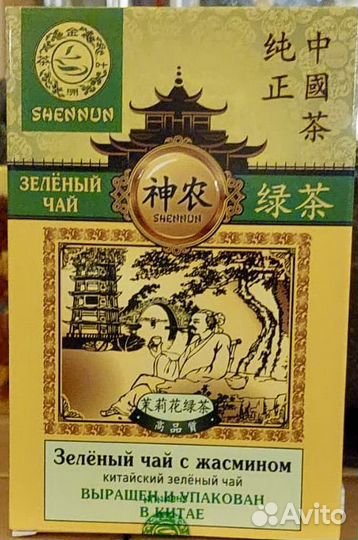 SHENNUN
中國茶
纯正
ЗЕЛЁНЫЙ
ЧАЙ
神农
SHENNUN
绿茶
茉莉花绿茶
高品質
Зелёный чай с жасмином
китайский зелёный чай
ВЫРАЩЕН И УПАКОВАН
В КИТАЕ
Avito